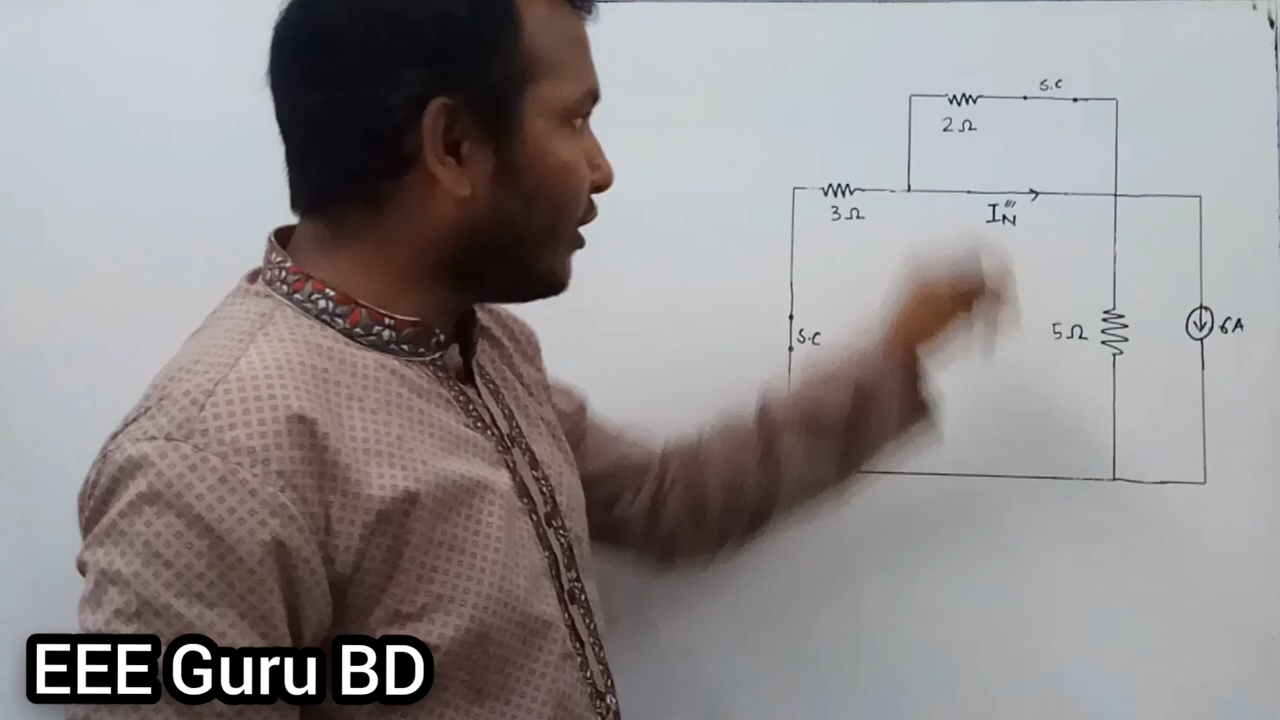 S.C
2Ω
3Ω
I'''N
S.C
5Ω
6A
EEE Guru BD